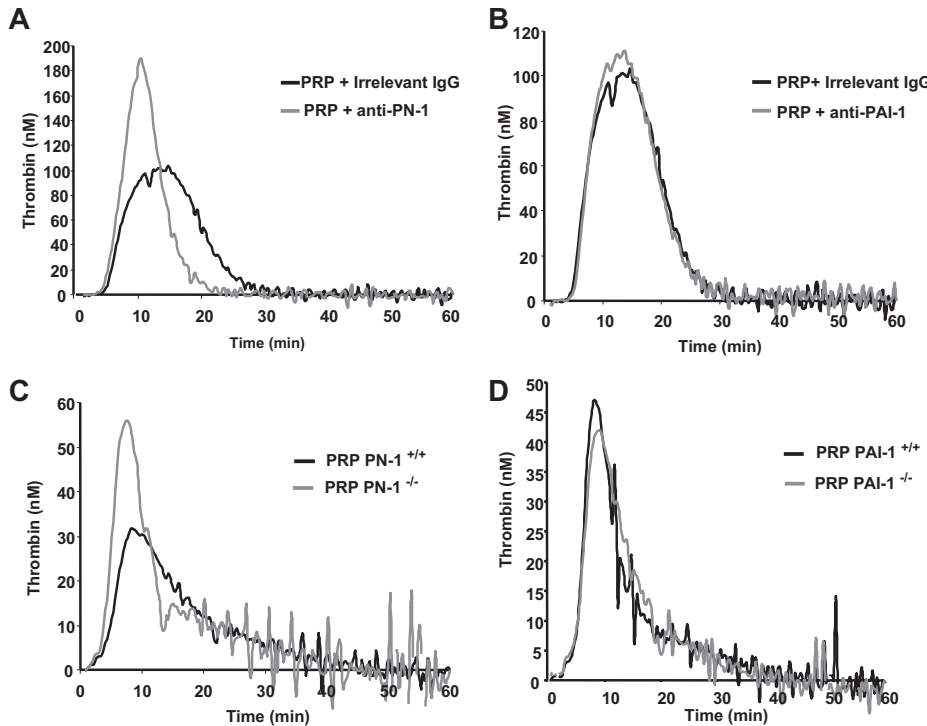 A
Thrombin (nM)
200
180
160
140
120
100
80
60
40
20
0
PRP + Irrelevant IgG
PRP + anti-PN-1
0 10 20 30 40 50 60
Time (min)
B
Thrombin (nM)
120
100
80
60
40
20
0
PRP+ Irrelevant IgG
PRP + anti-PAI-1
0 10 20 30 40 50 60
Time (min)
C
Thrombin (nM)
60
50
40
30
20
10
0
PRP PN-1 +/+
PRP PN-1 -/-
0 10 20 30 40 50 60
Time (min)
D
Thrombin (nM)
50
45
40
35
30
25
20
15
10
5
0
PRP PAI-1 +/+
PRP PAI-1 -/-
0 10 20 30 40 50 60
Time (min)